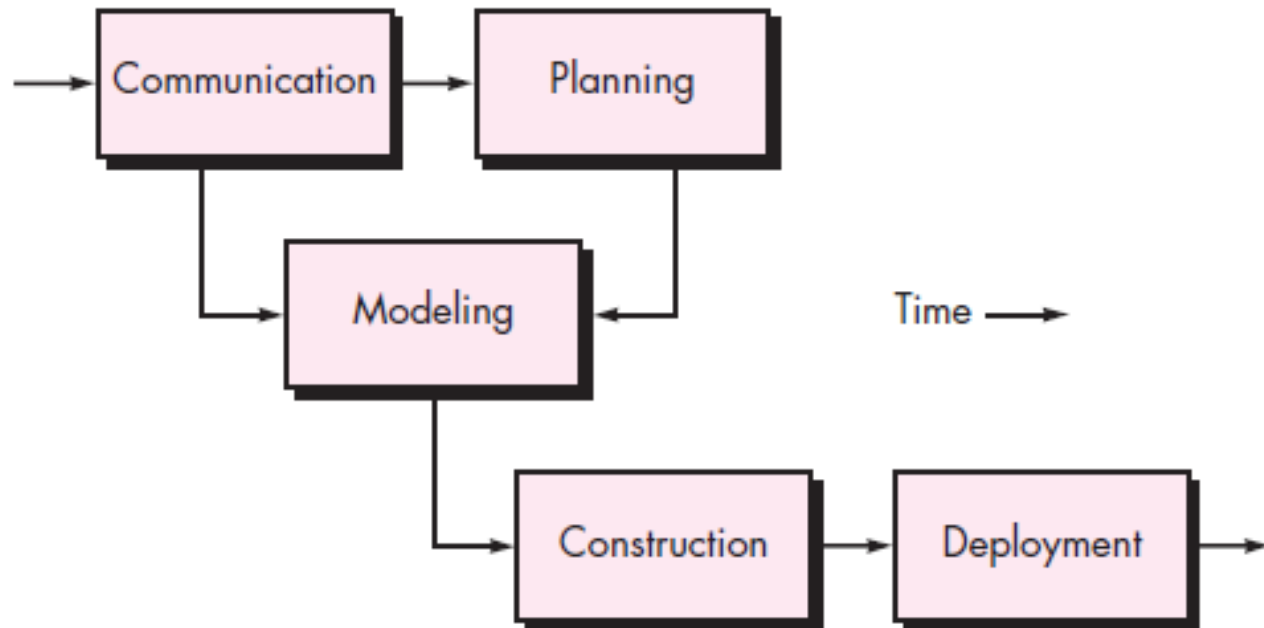 Communication
Planning
Modeling
Time
Construction
Deployment